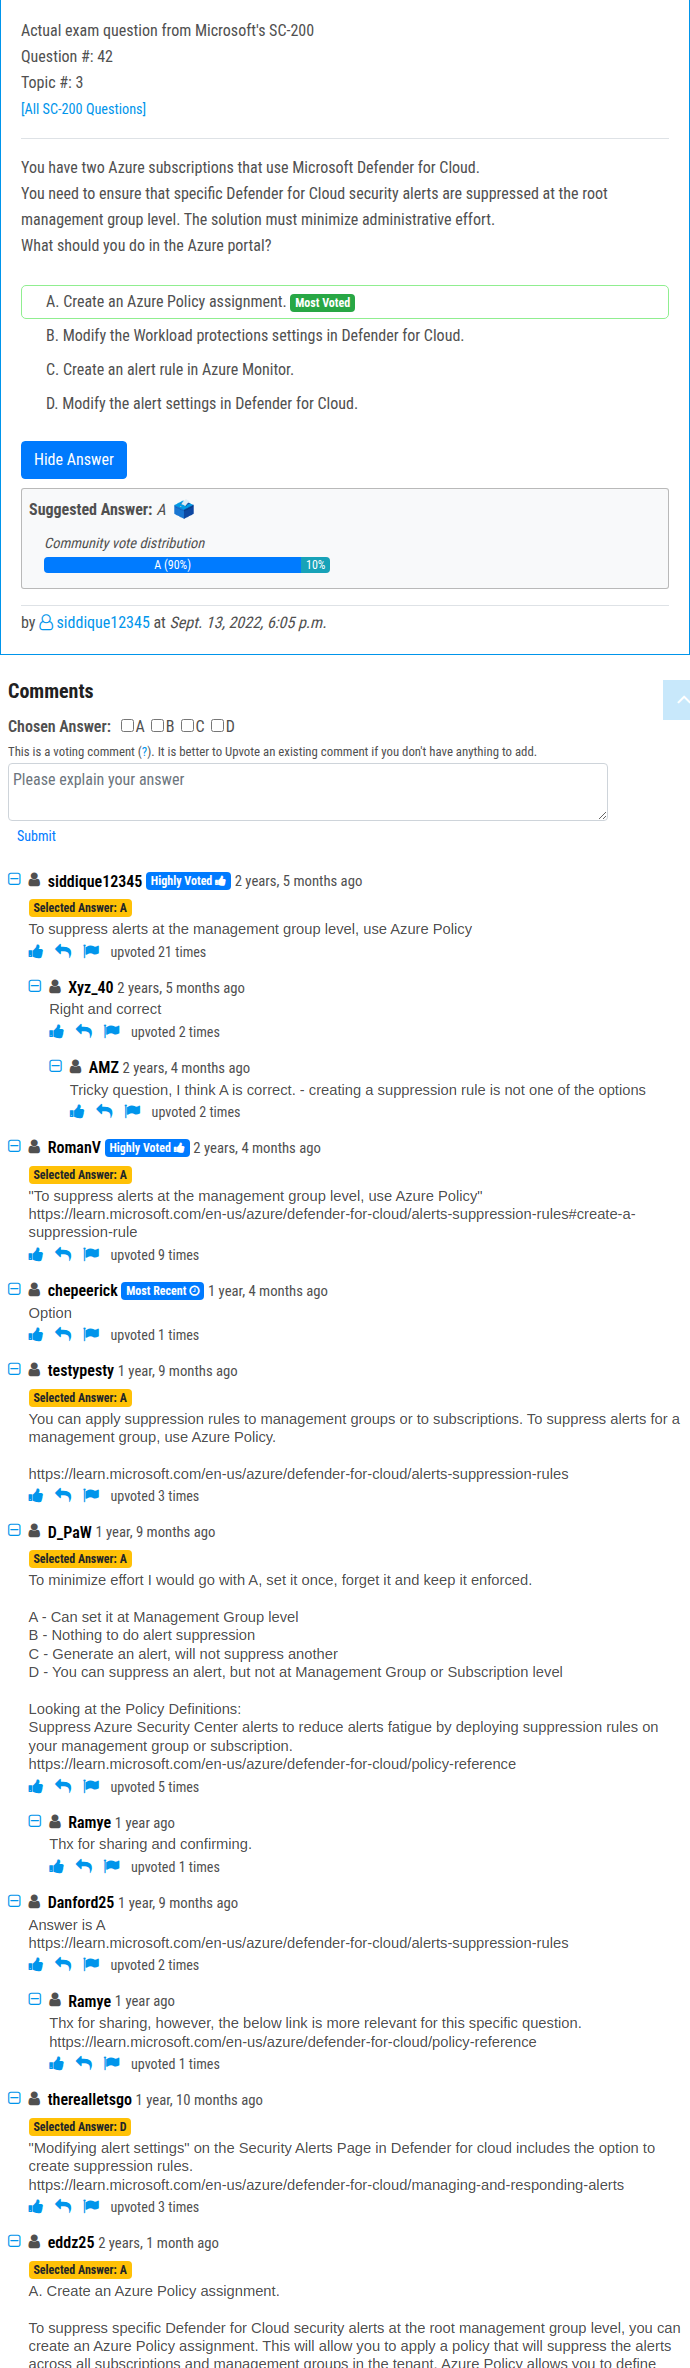 Actual exam question from Microsoft's SC-200
Question #: 42
Topic #: 3
[All SC-200 Questions]
You have two Azure subscriptions that use Microsoft Defender for Cloud.
You need to ensure that specific Defender for Cloud security alerts are suppressed at the root
management group level. The solution must minimize administrative effort.
What should you do in the Azure portal?
A. Create an Azure Policy assignment. Most Voted
B. Modify the Workload protections settings in Defender for Cloud.
C. Create an alert rule in Azure Monitor.
D. Modify the alert settings in Defender for Cloud.
Hide Answer
Suggested Answer: A
Community vote distribution
A (90%) 10%
by siddique12345 at Sept. 13, 2022, 6:05 p.m.
Comments
Chosen Answer: A B C D
This is a voting comment (?). It is better to Upvote an existing comment if you don't have anything to add.
Please explain your answer
Submit
siddique12345 Highly Voted 2 years, 5 months ago
Selected Answer: A
To suppress alerts at the management group level, use Azure Policy
upvoted 21 times
Xyz_40 2 years, 5 months ago
Right and correct
upvoted 2 times
AMZ 2 years, 4 months ago
Tricky question, I think A is correct. - creating a suppression rule is not one of the options
upvoted 2 times
RomanV Highly Voted 2 years, 4 months ago
Selected Answer: A
"To suppress alerts at the management group level, use Azure Policy"
https://learn.microsoft.com/en-us/azure/defender-for-cloud/alerts-suppression-rules#create-a-
suppression-rule
upvoted 9 times
chepeerick Most Recent 1 year, 4 months ago
Option
upvoted 1 times
testypesty 1 year, 9 months ago
Selected Answer: A
You can apply suppression rules to management groups or to subscriptions. To suppress alerts for a
management group, use Azure Policy.
https://learn.microsoft.com/en-us/azure/defender-for-cloud/alerts-suppression-rules
upvoted 3 times
D_PaW 1 year, 9 months ago
Selected Answer: A
To minimize effort I would go with A, set it once, forget it and keep it enforced.
A - Can set it at Management Group level
B - Nothing to do alert suppression
C - Generate an alert, will not suppress another
D - You can suppress an alert, but not at Management Group or Subscription level
Looking at the Policy Definitions:
Suppress Azure Security Center alerts to reduce alerts fatigue by deploying suppression rules on
your management group or subscription.
https://learn.microsoft.com/en-us/azure/defender-for-cloud/policy-reference
upvoted 5 times
Ramye 1 year ago
Thx for sharing and confirming.
upvoted 1 times
Danford25 1 year, 9 months ago
Answer is A
https://learn.microsoft.com/en-us/azure/defender-for-cloud/alerts-suppression-rules
upvoted 2 times
Ramye 1 year ago
Thx for sharing, however, the below link is more relevant for this specific question.
https://learn.microsoft.com/en-us/azure/defender-for-cloud/policy-reference
upvoted 1 times
therealletsgo 1 year, 10 months ago
Selected Answer: D
"Modifying alert settings" on the Security Alerts Page in Defender for cloud includes the option to
create suppression rules.
https://learn.microsoft.com/en-us/azure/defender-for-cloud/managing-and-responding-alerts
upvoted 3 times
eddz25 2 years, 1 month ago
Selected Answer: A
A. Create an Azure Policy assignment.
To suppress specific Defender for Cloud security alerts at the root management group level, you can
create an Azure Policy assignment. This will allow you to apply a policy that will suppress the alerts
across all subscriptions and management groups in the tenant. Azure Policy allows you to define